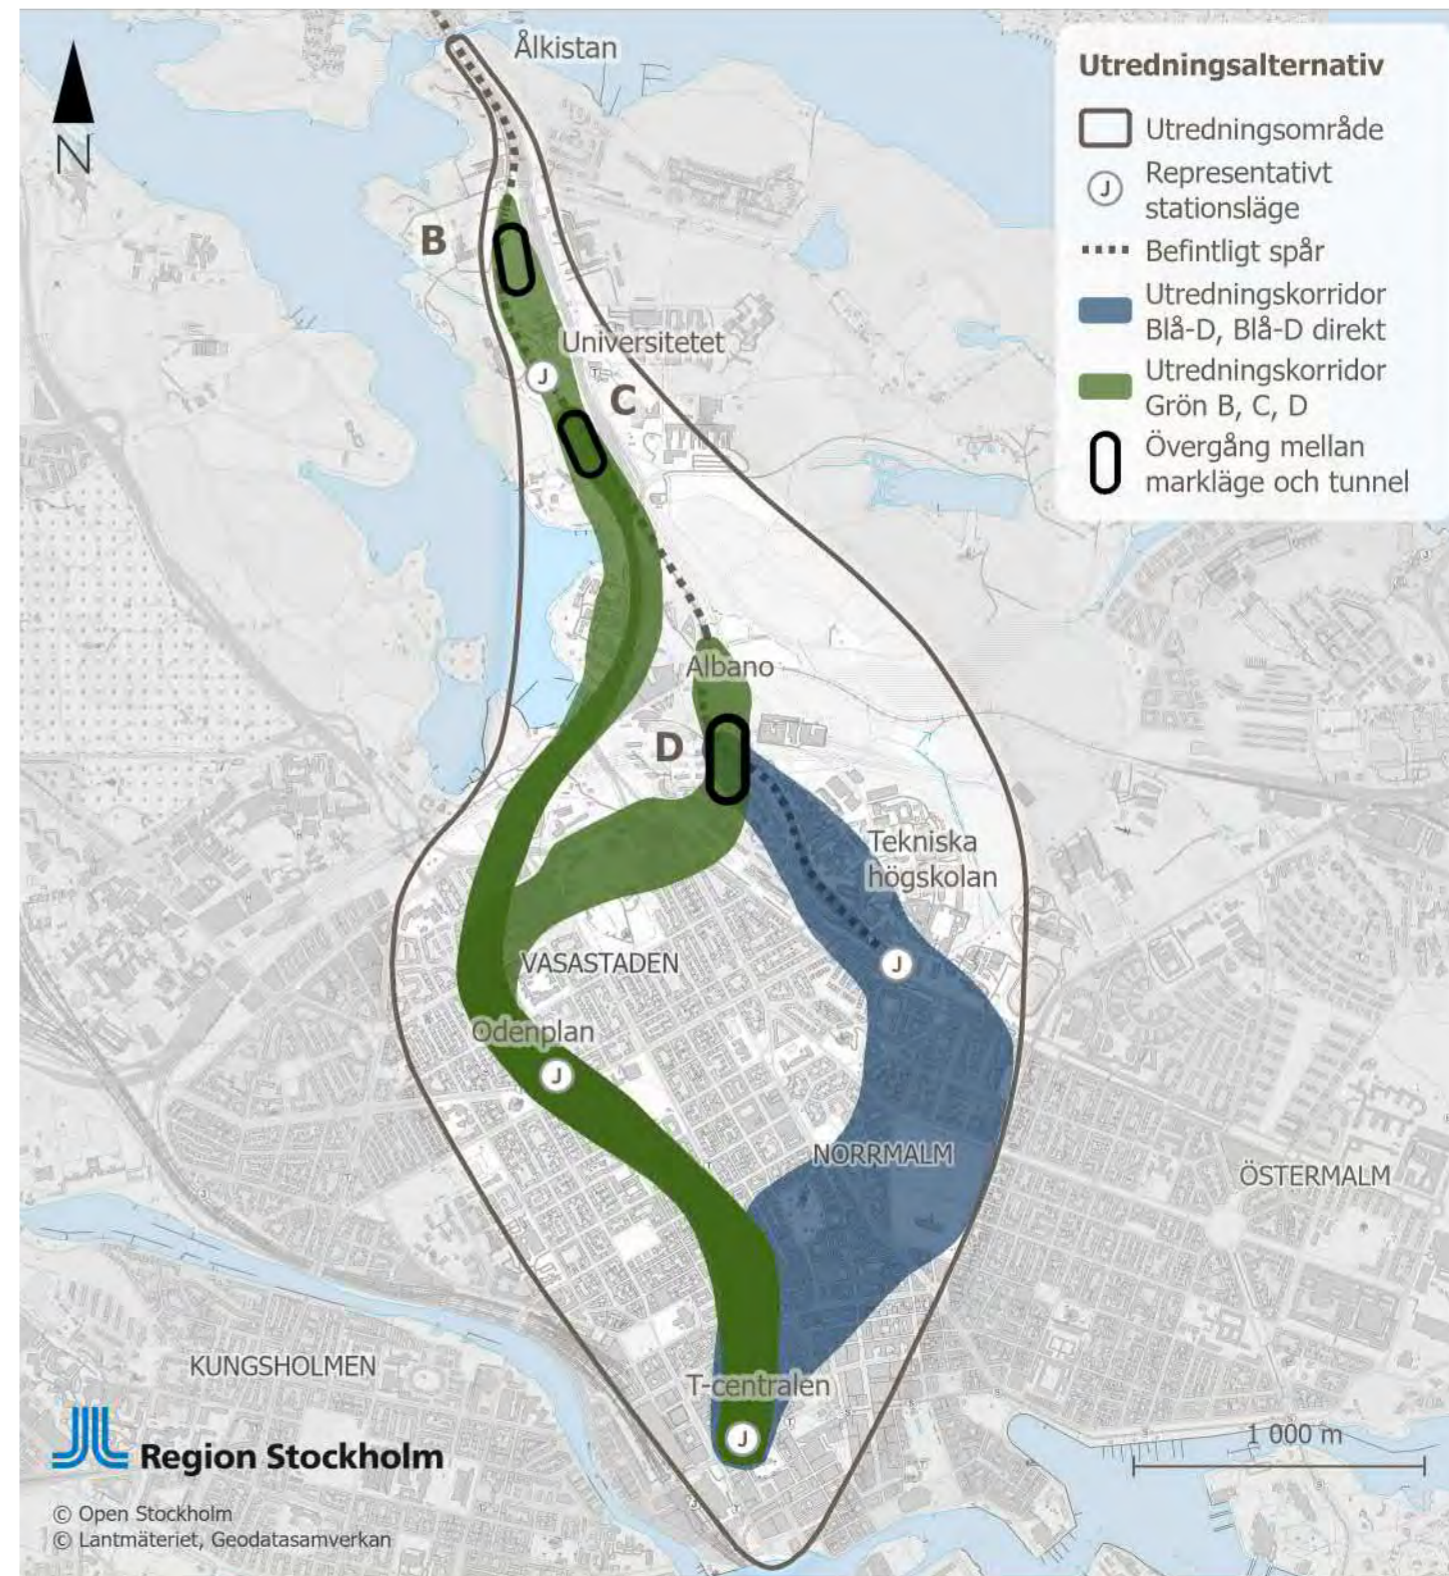 Ålkistan
N
B
Universitetet
J
C
Albano
D
Tekniska
högskolan
J
VASASTADEN
Odenplan
J
NORRMALM
ÖSTERMALM
KUNGSHOLMEN
T-centralen
J
1 000 m
Utredningsalternativ
Utredningsområde
J
Representativt
stationsläge
Befintligt spår
Utredningskorridor
Blå-D, Blå-D direkt
Utredningskorridor
Grön B, C, D
Övergång mellan
markläge och tunnel
Region Stockholm
© Open Stockholm
© Lantmäteriet, Geodatasamverkan